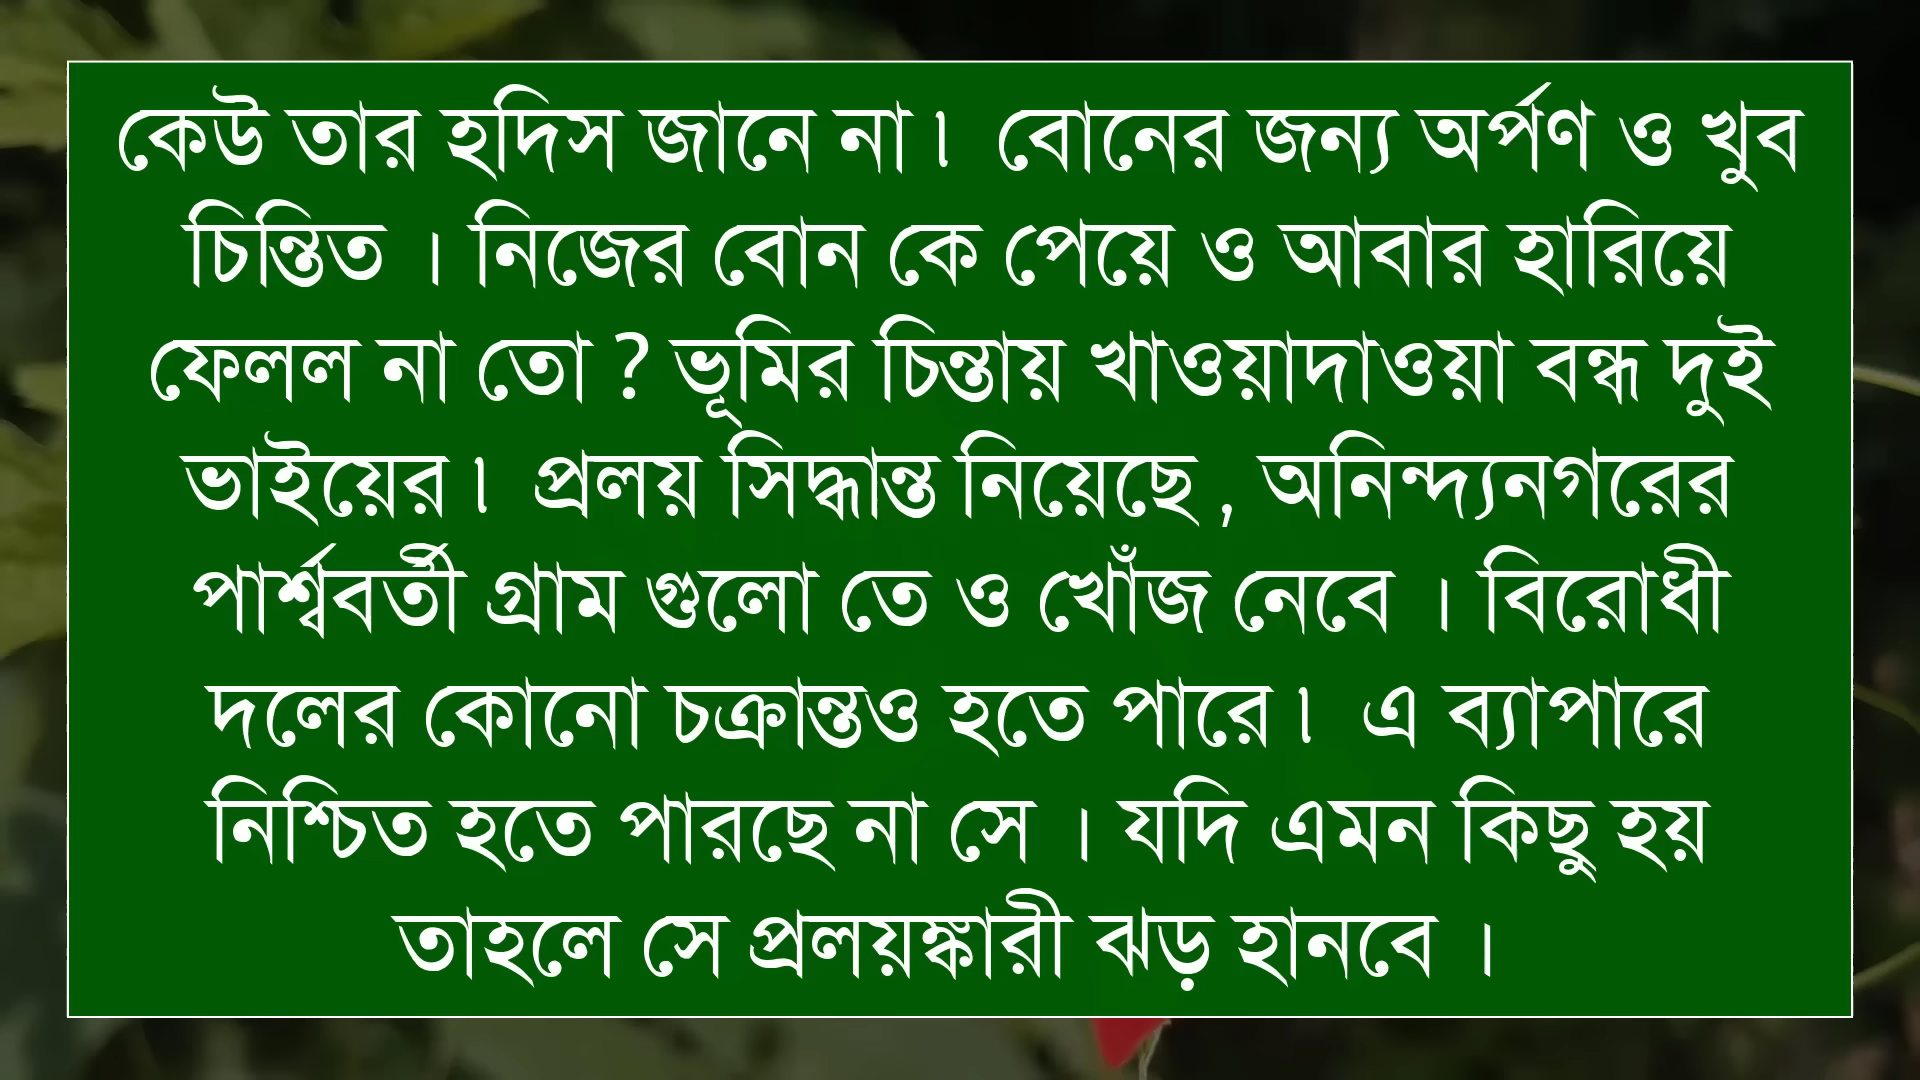 কেউ তার হদিস জানে না। বোনের জন্য অর্পণ ও খুব
চিন্তিত । নিজের বোন কে পেয়ে ও আবার হারিয়ে
ফেলল না তো ? ভূমির চিন্তায় খাওয়াদাওয়া বন্ধ দুই
ভাইয়ের। প্রলয় সিদ্ধান্ত নিয়েছে , অনিন্দ্যনগরের
পার্শ্ববর্তী গ্রাম গুলো তে ও খোঁজ নেবে । বিরোধী
দলের কোনো চক্রান্তও হতে পারে। এ ব্যাপারে
নিশ্চিত হতে পারছে না সে । যদি এমন কিছু হয়
তাহলে সে প্রলয়ঙ্কারী ঝড় হানবে ।